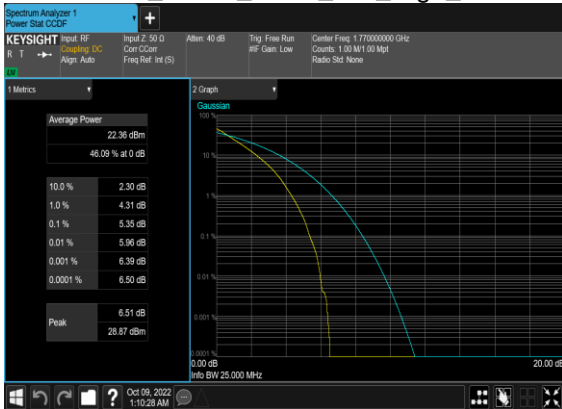 Spectrum Analyzer 1
Power Stat CCDF
+
KEYSIGHT
R T
LV
Input: RF
Coupling: DC
Align: Auto
Input Z: 50 Ω
Corr CCorr
Freq Ref: Int (S)
Atten: 40 dB
Trig: Free Run
#IF Gain: Low
Center Freq: 1.770000000 GHz
Counts: 1.00 M/1.00 Mpt
Radio Std: None
1 Metrics
Average Power
22.36 dBm
46.09 % at 0 dB
10.0 % 2.30 dB
1.0 % 4.31 dB
0.1 % 5.35 dB
0.01 % 5.96 dB
0.001 % 6.39 dB
0.0001 % 6.50 dB
Peak
6.51 dB
28.87 dBm
2 Graph
Gaussian
100 %
10 %
1 %
0.1 %
0.01 %
0.001 %
0.0001 %
0.00 dB 20.00 dB
Info BW 25.000 MHz
?
Oct 09, 2022
1:10:28 AM